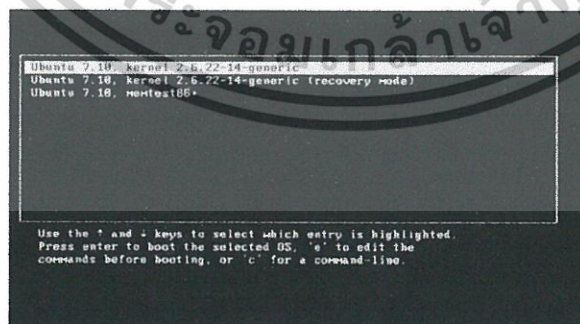 ระจอมเกล้าเจ้า
Ubuntu 7.10, kernel 2.6.22-14-generic
Ubuntu 7.10, kernel 2.6.22-14-generic (recovery mode)
Ubuntu 7.10, memtest86+
Use the ↑ and ↓ keys to select which entry is highlighted.
Press enter to boot the selected OS, 'e' to edit the
commands before booting, or 'c' for a command-line.